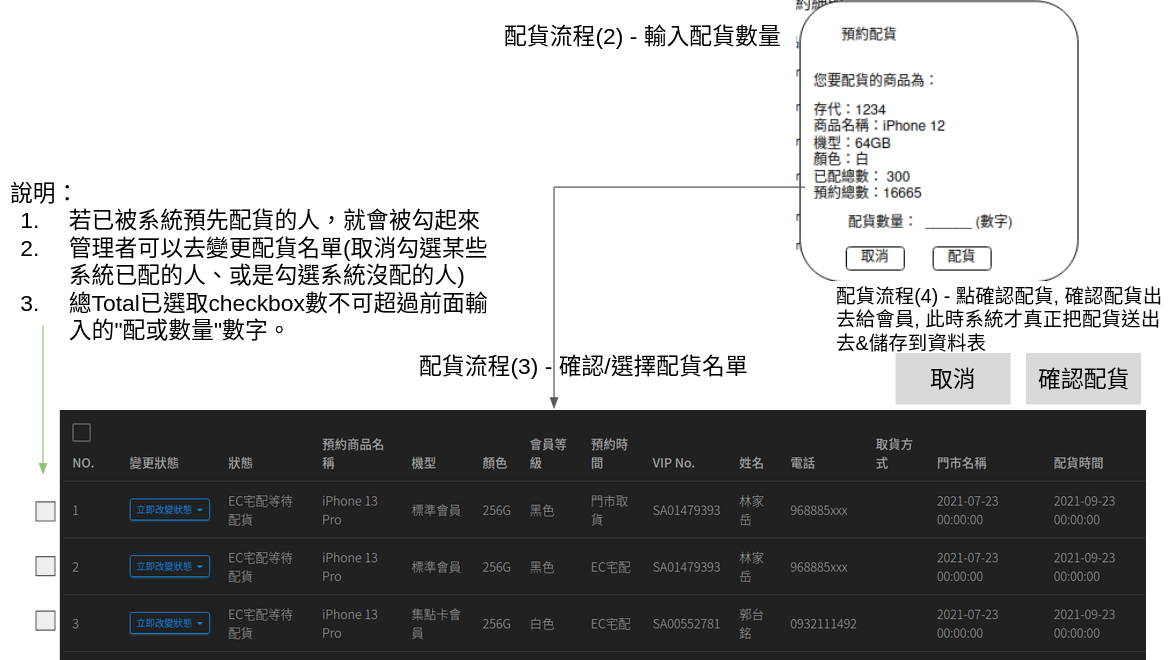 配貨流程(2) - 輸入配貨數量
預約配貨
您要配貨的商品為：
存代：1234
商品名稱：iPhone 12
機型：64GB
顏色：白
已配總數： 300
預約總數：16665
配貨數量： ______ (數字)
取消
配貨
說明：
1. 若已被系統預先配貨的人，就會被勾起來
2. 管理者可以去變更配貨名單(取消勾選某些
系統已配的人、或是勾選系統沒配的人)
3. 總Total已選取checkbox數不可超過前面輸
入的"配或數量"數字。
配貨流程(4) - 點確認配貨, 確認配貨出
去給會員, 此時系統才真正把配貨送出
去&儲存到資料表
配貨流程(3) - 確認/選擇配貨名單
取消
確認配貨
NO. 變更狀態 狀態 預約商品名稱 機型 顏色 會員等級 預約時間 VIP No. 姓名 電話 取貨方式 門市名稱 配貨時間
1 立即改變狀態 EC宅配等待配貨 iPhone 13 Pro 標準會員 256G 黑色 門市取貨 SA01479393 林家岳 968885xxx 2021-07-23 00:00:00 2021-09-23 00:00:00
2 立即改變狀態 EC宅配等待配貨 iPhone 13 Pro 標準會員 256G 黑色 EC宅配 SA01479393 林家岳 968885xxx 2021-07-23 00:00:00 2021-09-23 00:00:00
3 立即改變狀態 EC宅配等待配貨 iPhone 13 Pro 集點卡會員 256G 白色 EC宅配 SA00552781 郭台銘 0932111492 2021-07-23 00:00:00 2021-09-23 00:00:00